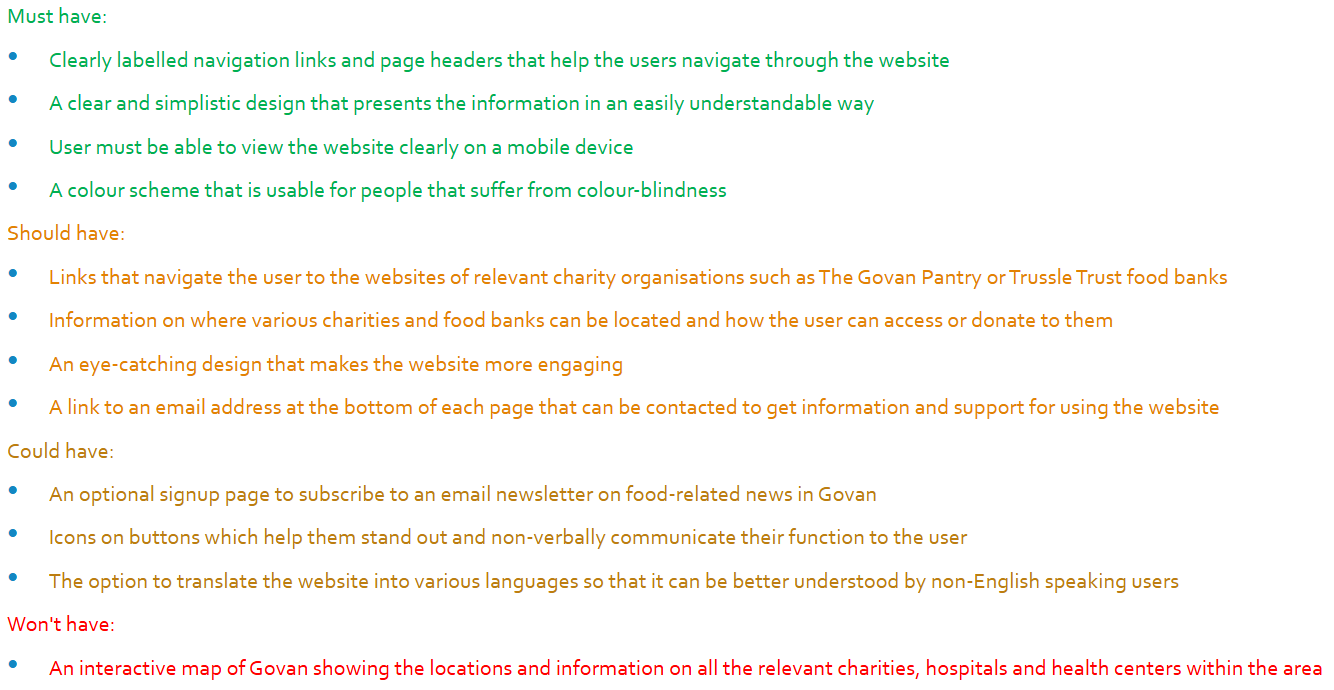 Must have:
• Clearly labelled navigation links and page headers that help the users navigate through the website
• A clear and simplistic design that presents the information in an easily understandable way
• User must be able to view the website clearly on a mobile device
• A colour scheme that is usable for people that suffer from colour-blindness
Should have:
• Links that navigate the user to the websites of relevant charity organisations such as The Govan Pantry or Trussle Trust food banks
• Information on where various charities and food banks can be located and how the user can access or donate to them
• An eye-catching design that makes the website more engaging
• A link to an email address at the bottom of each page that can be contacted to get information and support for using the website
Could have:
• An optional signup page to subscribe to an email newsletter on food-related news in Govan
• Icons on buttons which help them stand out and non-verbally communicate their function to the user
• The option to translate the website into various languages so that it can be better understood by non-English speaking users
Won't have:
• An interactive map of Govan showing the locations and information on all the relevant charities, hospitals and health centers within the area